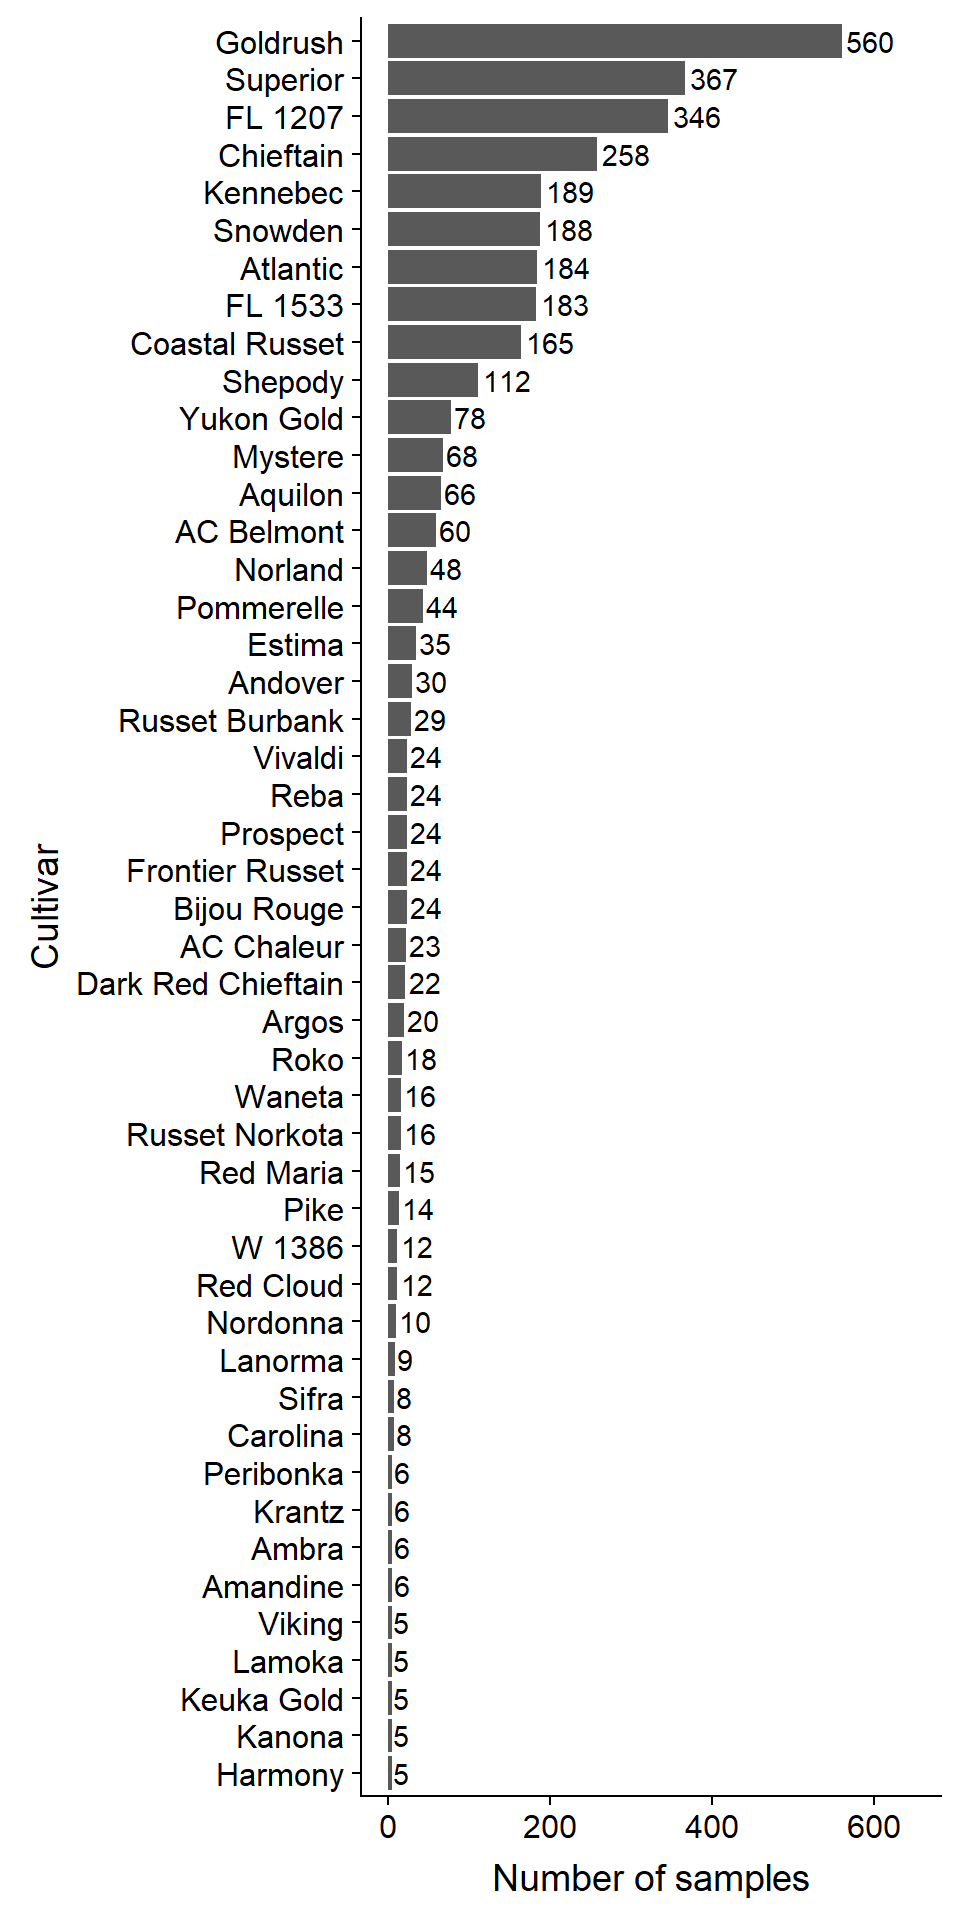 Goldrush 560
Superior 367
FL 1207 346
Chieftain 258
Kennebec 189
Snowden 188
Atlantic 184
FL 1533 183
Coastal Russet 165
Shepody 112
Yukon Gold 78
Mystere 68
Aquilon 66
AC Belmont 60
Norland 48
Pommerelle 44
Estima 35
Andover 30
Russet Burbank 29
Vivaldi 24
Reba 24
Prospect 24
Frontier Russet 24
Bijou Rouge 24
AC Chaleur 23
Dark Red Chieftain 22
Argos 20
Roko 18
Waneta 16
Russet Norkota 16
Red Maria 15
Pike 14
W 1386 12
Red Cloud 12
Nordonna 10
Lanorma 9
Sifra 8
Carolina 8
Peribonka 6
Krantz 6
Ambra 6
Amandine 6
Viking 5
Lamoka 5
Keuka Gold 5
Kanona 5
Harmony 5
Cultivar
0 200 400 600
Number of samples